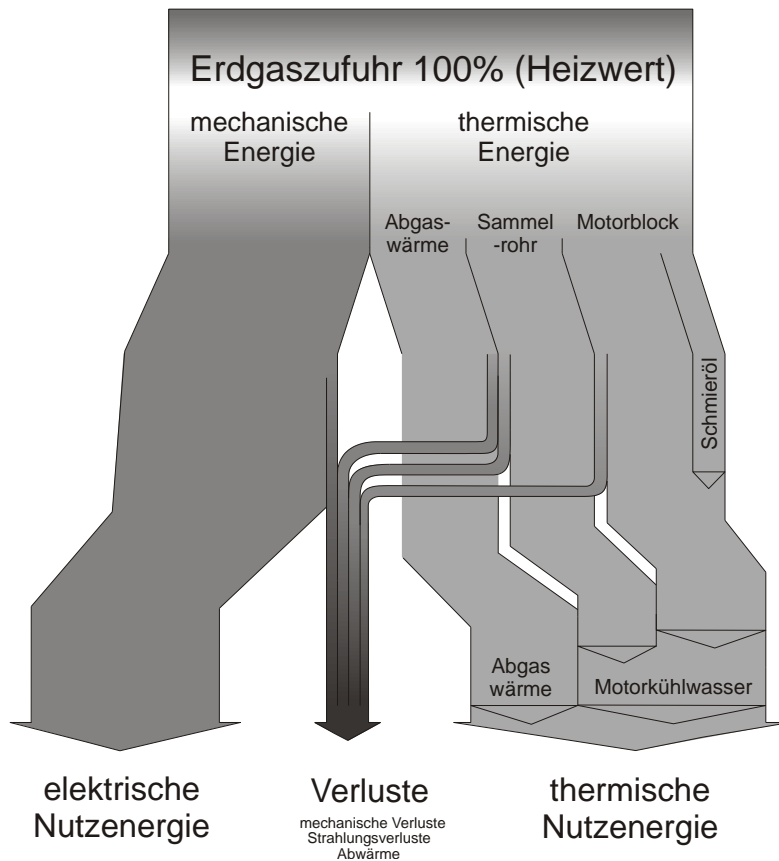 Erdgaszufuhr 100% (Heizwert)
mechanische
Energie
thermische
Energie
Abgas-
wärme
Sammel
-rohr
Motorblock
Schmieröl
Abgas
wärme
Motorkühlwasser
elektrische
Nutzenergie
Verluste
mechanische Verluste
Strahlungsverluste
Abwärme
thermische
Nutzenergie